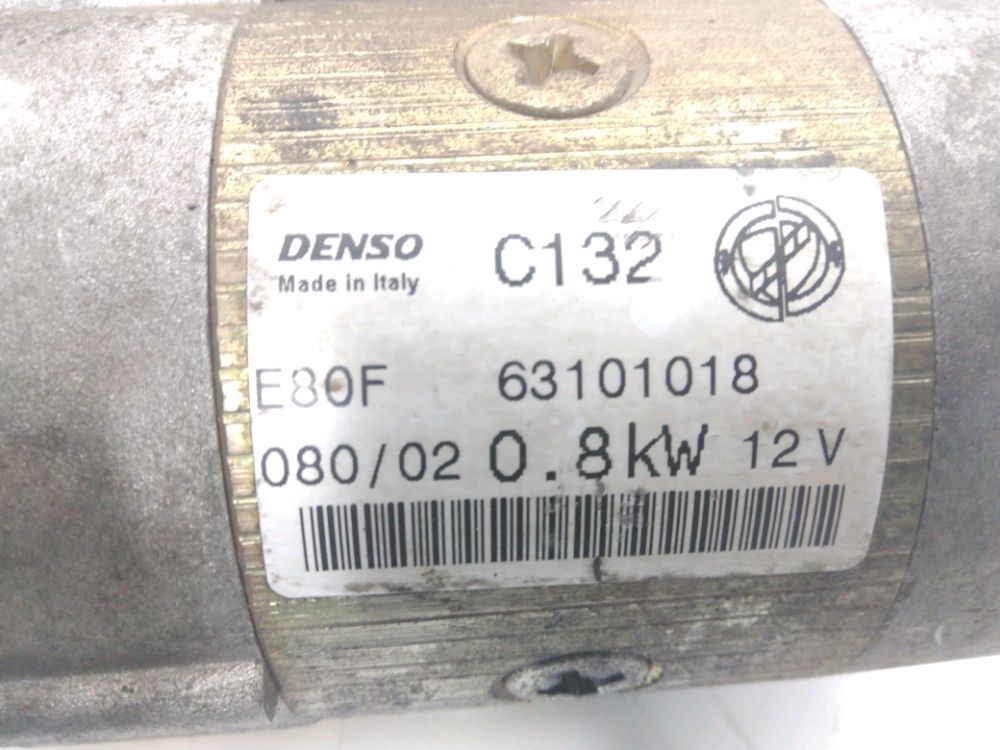 DENSO C132
Made in Italy
E80F 63101018
080/02 0.8kW 12V